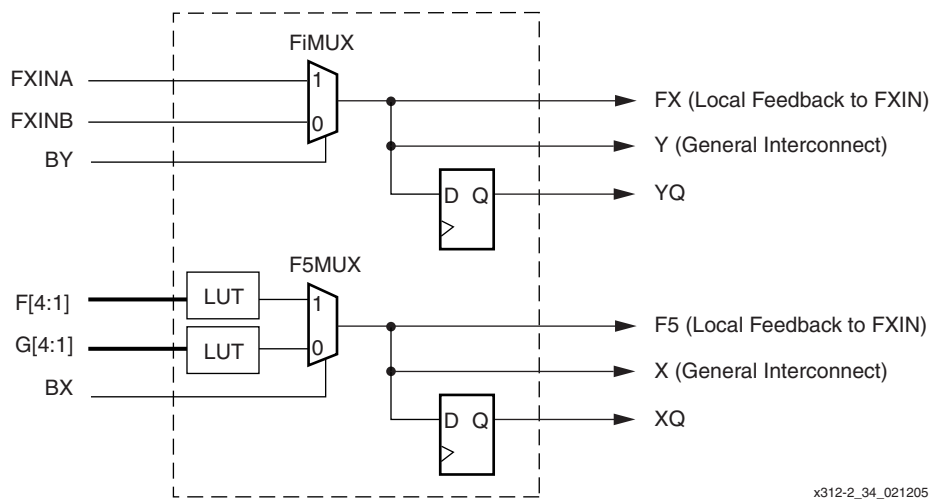 FiMUX
FXINA
1
FX (Local Feedback to FXIN)
FXINB
0
Y (General Interconnect)
BY
D Q
YQ
F5MUX
F[4:1]
LUT
1
F5 (Local Feedback to FXIN)
G[4:1]
LUT
0
X (General Interconnect)
BX
D Q
XQ
x312-2_34_021205